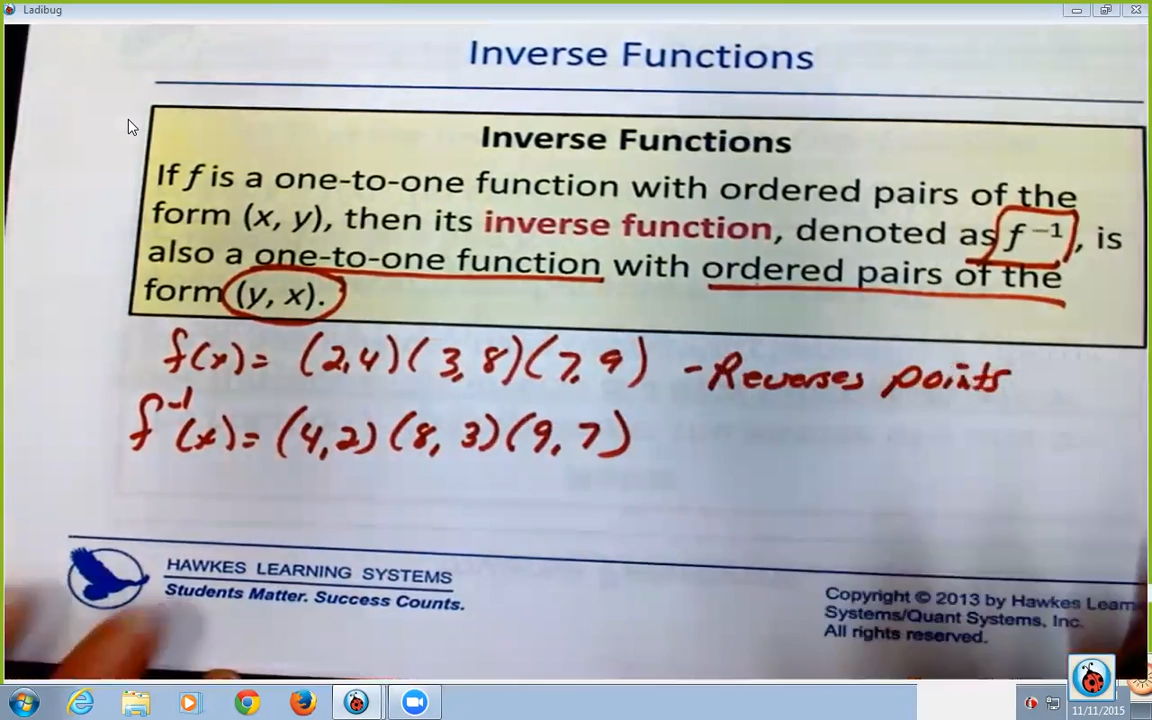 Ladibug
Inverse Functions
Inverse Functions
If f is a one-to-one function with ordered pairs of the
form (x, y), then its inverse function, denoted as f⁻¹, is
also a one-to-one function with ordered pairs of the
form (y, x).
f(x) = (2,4) (3,8) (7,9) - Reverses points
f⁻¹(x) = (4,2) (8,3) (9,7)
HAWKES LEARNING SYSTEMS
Students Matter. Success Counts.
Copyright © 2013 by Hawkes Learn
Systems/Quant Systems, Inc.
All rights reserved.
11/11/2015